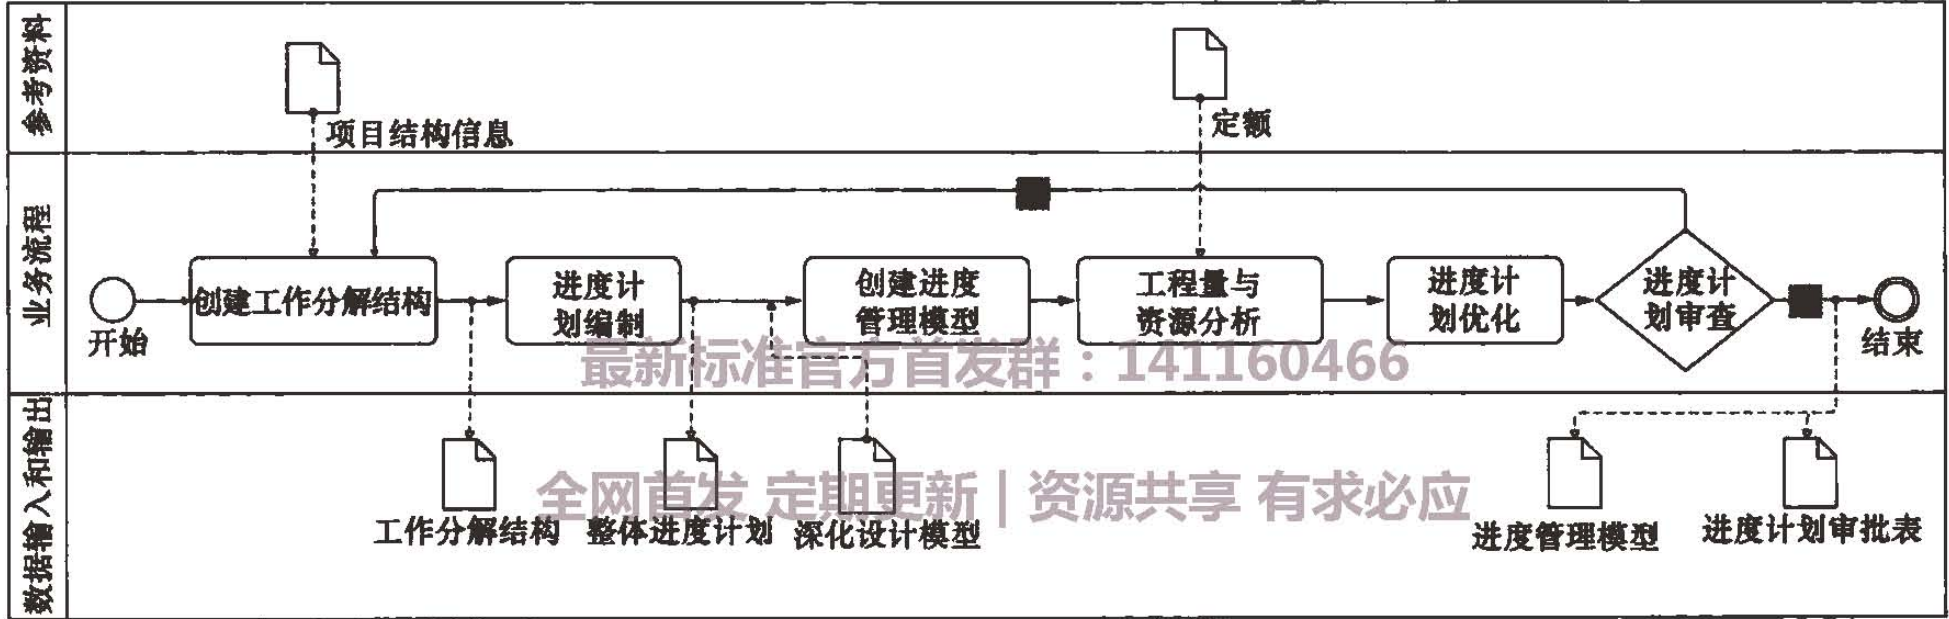 参考资料
项目结构信息
定额
业务流程
开始
创建工作分解结构
进度计
划编制
创建进度
管理模型
工程量与
资源分析
进度计
划优化
进度计
划审查
结束
最新标准官方首发群：141160466
数据输入和输出
全网首发 定期更新 | 资源共享 有求必应
工作分解结构
整体进度计划
深化设计模型
进度管理模型
进度计划审批表